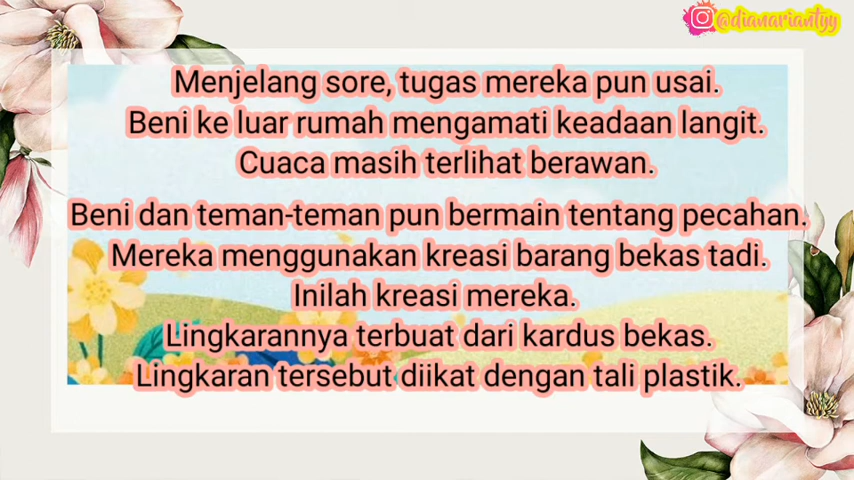 @dianariantyy
Menjelang sore, tugas mereka pun usai.
Beni ke luar rumah mengamati keadaan langit.
Cuaca masih terlihat berawan.
Beni dan teman-teman pun bermain tentang pecahan.
Mereka menggunakan kreasi barang bekas tadi.
Inilah kreasi mereka.
Lingkarannya terbuat dari kardus bekas.
Lingkaran tersebut diikat dengan tali plastik.